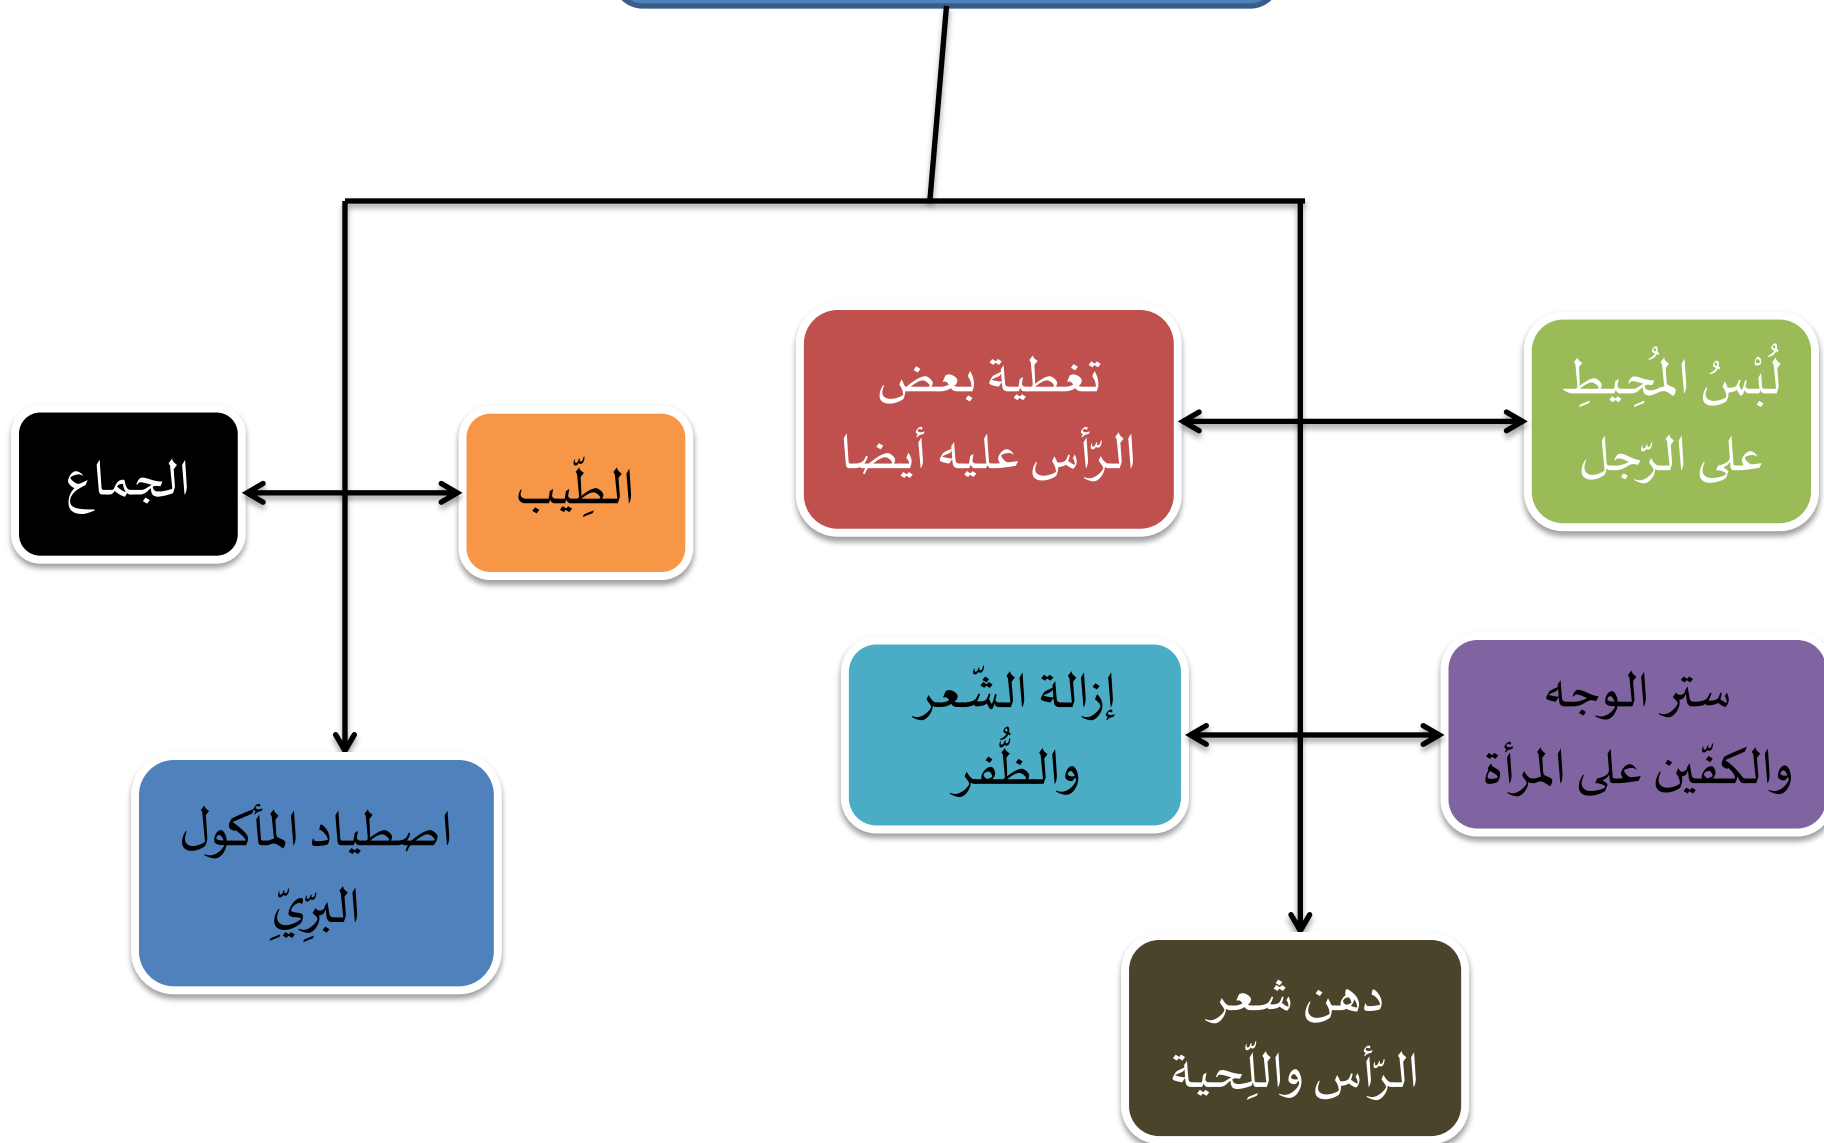 لُبْسُ المُحِيطِ
على الرّجل
تغطية بعض
الرّأس عليه أيضا
ستر الوجه
والكفّين على المرأة
إزالة الشّعر
والظُّفر
دهن شعر
الرّأس واللِّحية
الطِّيب
الجماع
اصطياد المأكول
البرِّيِّ